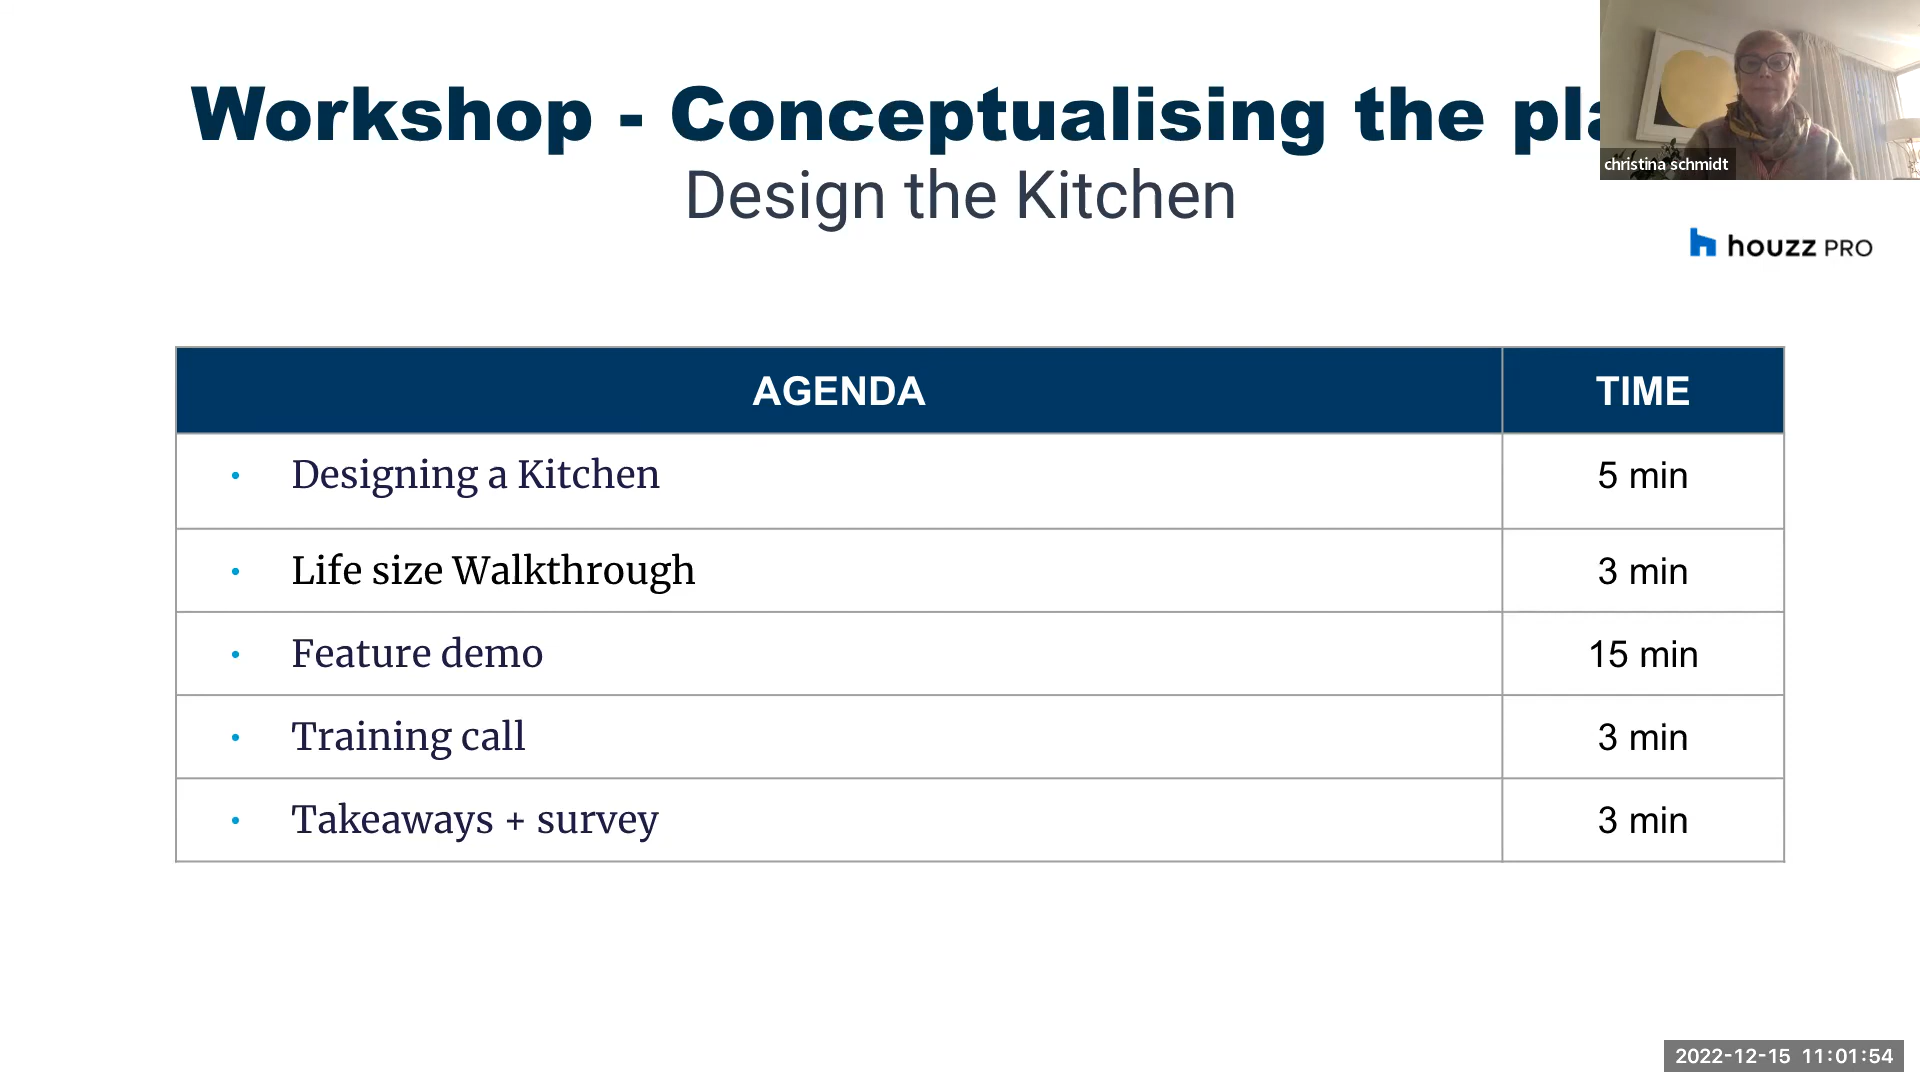 Workshop - Conceptualising the
Design the Kitchen
christina schmidt
houzz PRO
AGENDA TIME
• Designing a Kitchen 5 min
• Life size Walkthrough 3 min
• Feature demo 15 min
• Training call 3 min
• Takeaways + survey 3 min
2022-12-15 11:01:54